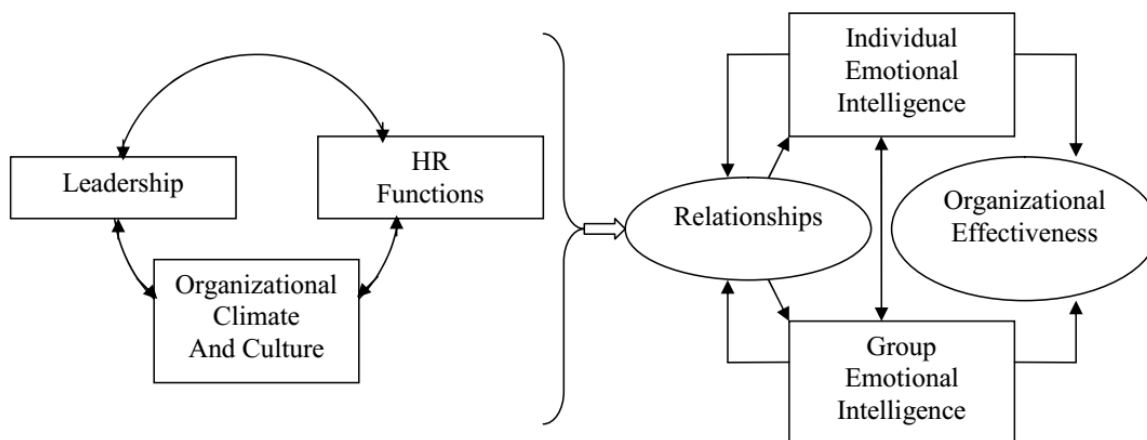 Leadership
HR
Functions
Organizational
Climate
And Culture
Relationships
Individual
Emotional
Intelligence
Organizational
Effectiveness
Group
Emotional
Intelligence